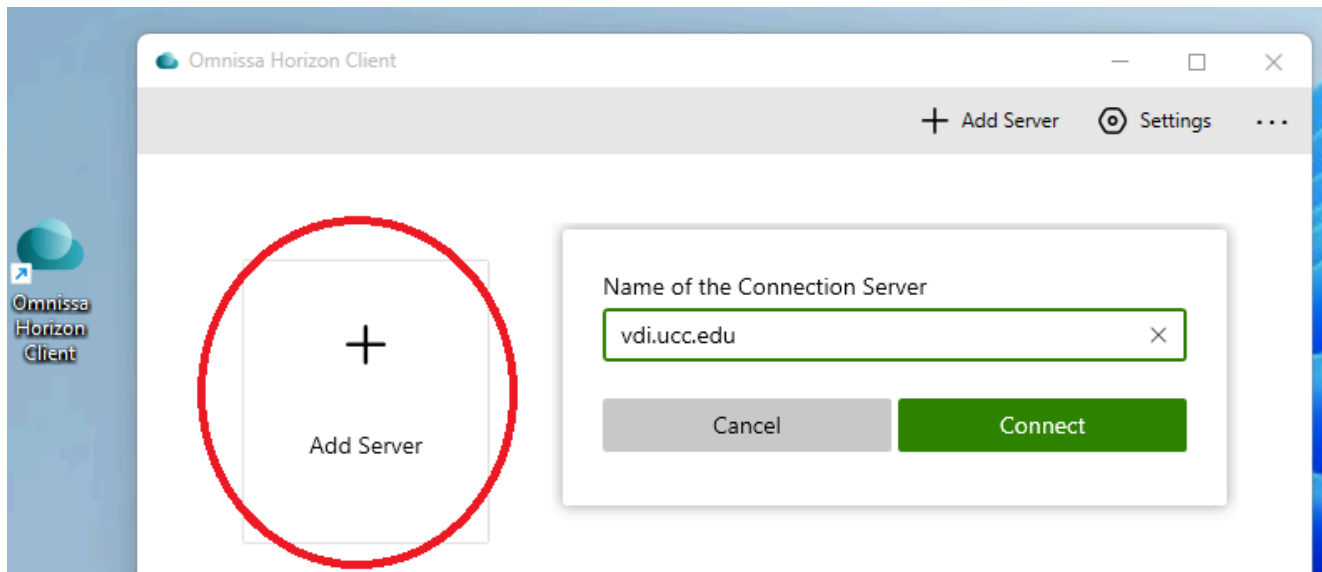 Omnissa Horizon Client
Add Server
Settings
Omnissa
Horizon
Client
Add Server
Name of the Connection Server
vdi.ucc.edu
Cancel
Connect